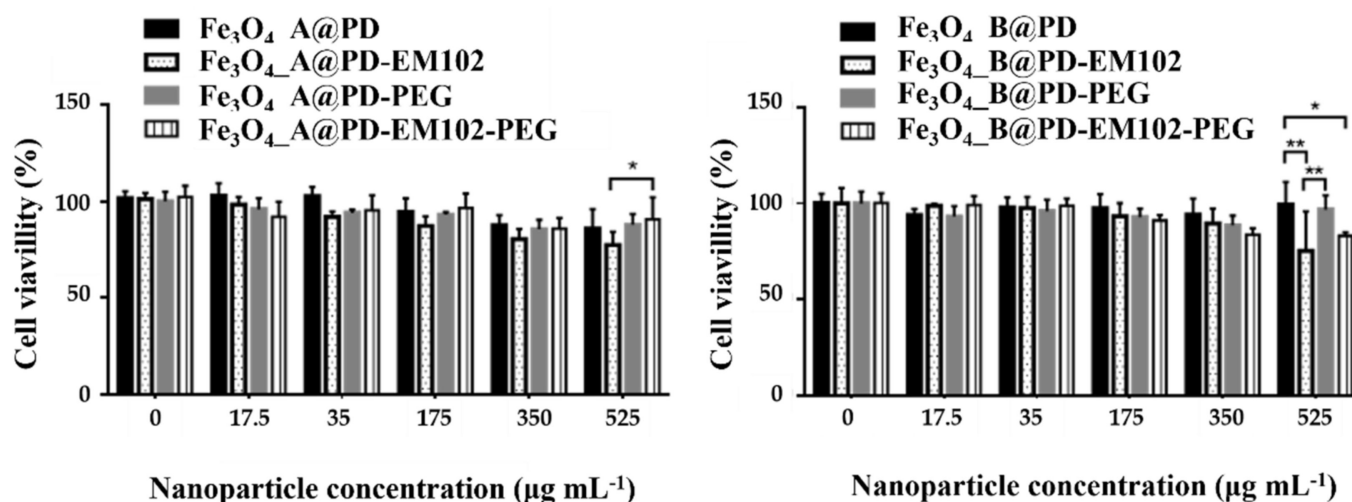 Fe₃O₄_A@PD
Fe₃O₄_A@PD-EM102
Fe₃O₄_A@PD-PEG
Fe₃O₄_A@PD-EM102-PEG
150
100
50
0
Cell viavillity (%)
*
0 17.5 35 175 350 525
Nanoparticle concentration (μg mL⁻¹)
Fe₃O₄_B@PD
Fe₃O₄_B@PD-EM102
Fe₃O₄_B@PD-PEG
Fe₃O₄_B@PD-EM102-PEG
150
100
50
0
Cell viavillity (%)
*
**
**
0 17.5 35 175 350 525
Nanoparticle concentration (μg mL⁻¹)